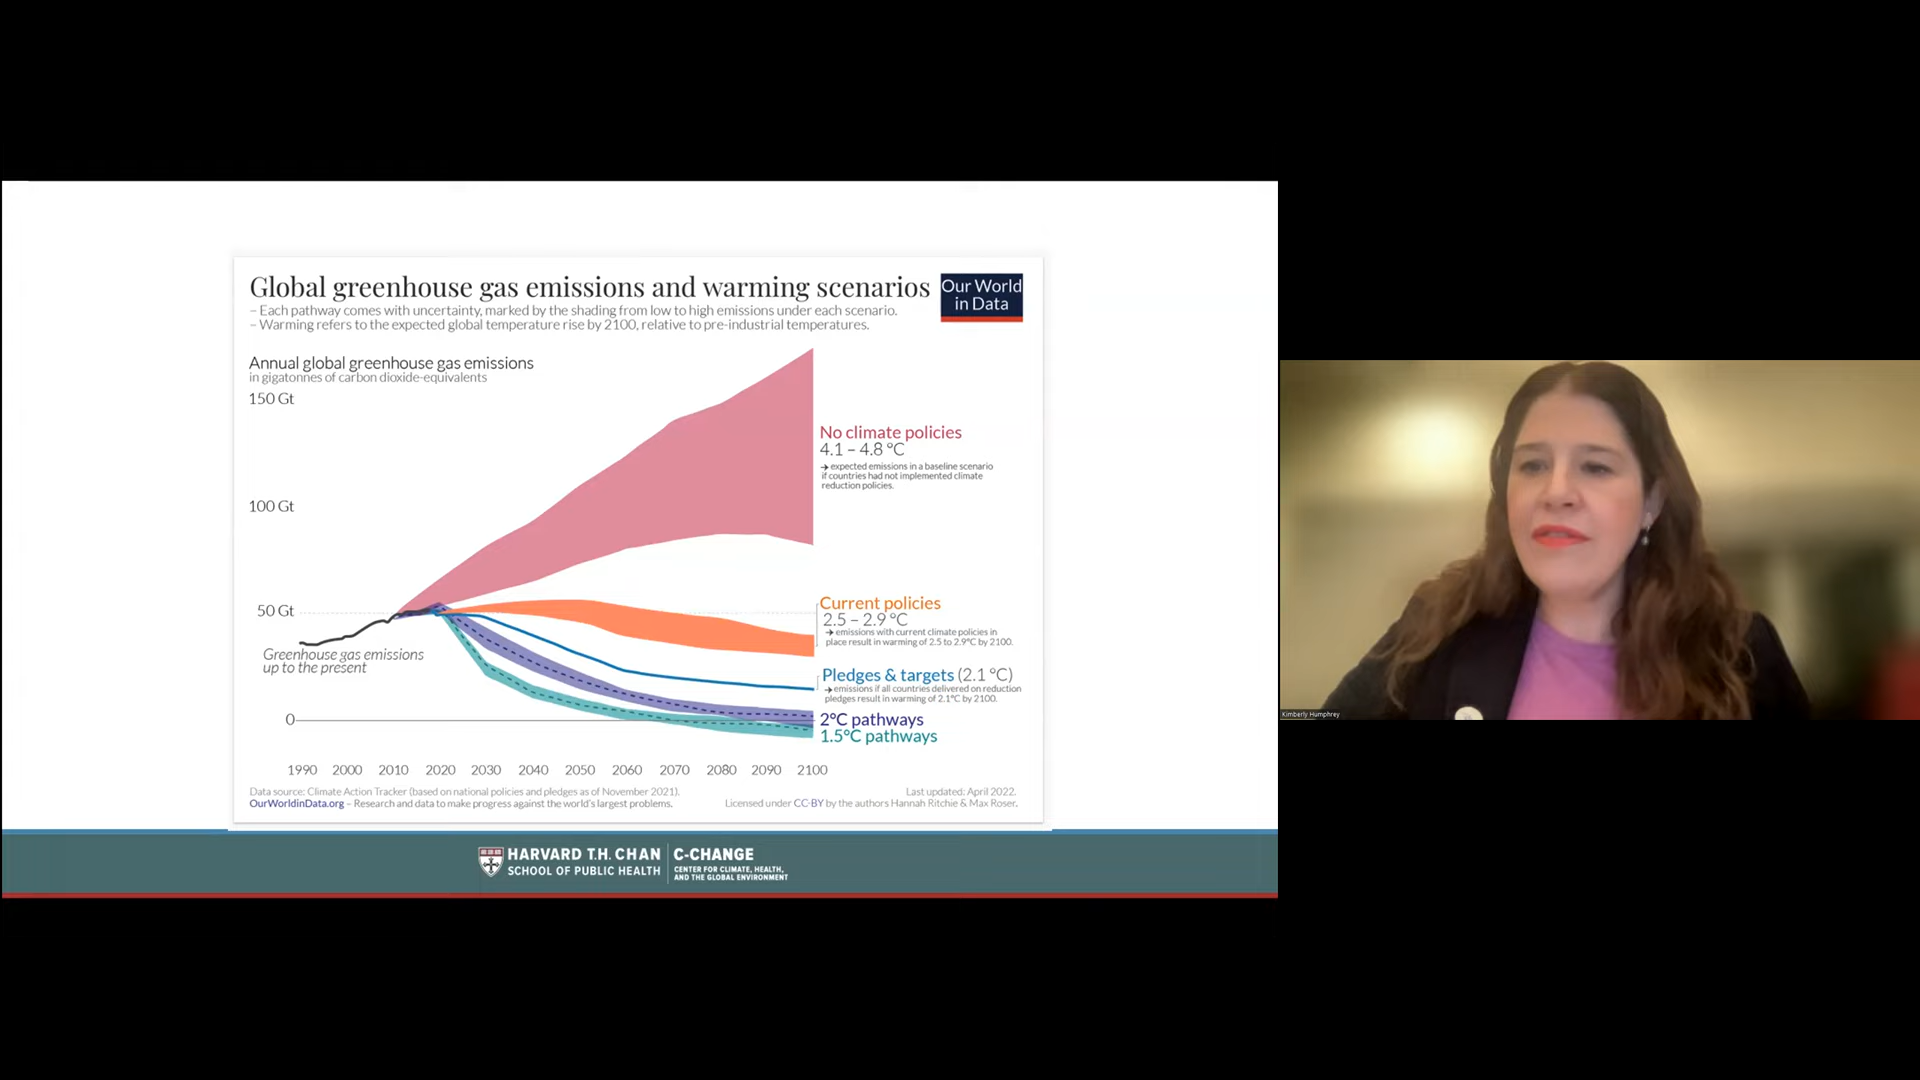 Global greenhouse gas emissions and warming scenarios
– Each pathway comes with uncertainty, marked by the shading from low to high emissions under each scenario.
– Warming refers to the expected global temperature rise by 2100, relative to pre-industrial temperatures.
Our World
in Data
Annual global greenhouse gas emissions
in gigatonnes of carbon dioxide-equivalents
150 Gt
100 Gt
50 Gt
0
Greenhouse gas emissions
up to the present
No climate policies
4.1 – 4.8 °C
→ expected emissions in a baseline scenario
if countries had not implemented climate
reduction policies.
Current policies
2.5 – 2.9 °C
→ emissions with current climate policies in
place result in warming of 2.5 to 2.9°C by 2100.
Pledges & targets (2.1 °C)
→ emissions if all countries delivered on reduction
pledges result in warming of 2.1°C by 2100.
2°C pathways
1.5°C pathways
1990 2000 2010 2020 2030 2040 2050 2060 2070 2080 2090 2100
Data source: Climate Action Tracker (based on national policies and pledges as of November 2021).
OurWorldinData.org – Research and data to make progress against the world's largest problems.
Last updated: April 2022.
Licensed under CC-BY by the authors Hannah Ritchie & Max Roser.
HARVARD T.H. CHAN
SCHOOL OF PUBLIC HEALTH
C-CHANGE
CENTER FOR CLIMATE, HEALTH,
AND THE GLOBAL ENVIRONMENT
Kimberly Humphrey